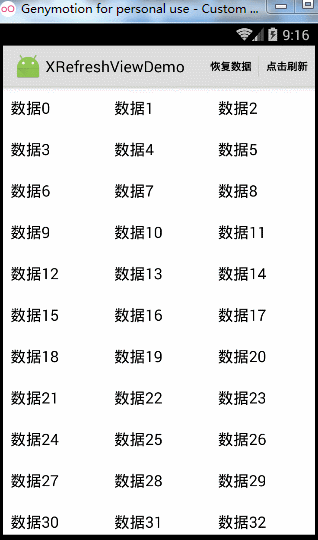 Genymotion for personal use - Custom ...
9:16
XRefreshViewDemo 恢复数据 点击刷新
数据0 数据1 数据2
数据3 数据4 数据5
数据6 数据7 数据8
数据9 数据10 数据11
数据12 数据13 数据14
数据15 数据16 数据17
数据18 数据19 数据20
数据21 数据22 数据23
数据24 数据25 数据26
数据27 数据28 数据29
数据30 数据31 数据32